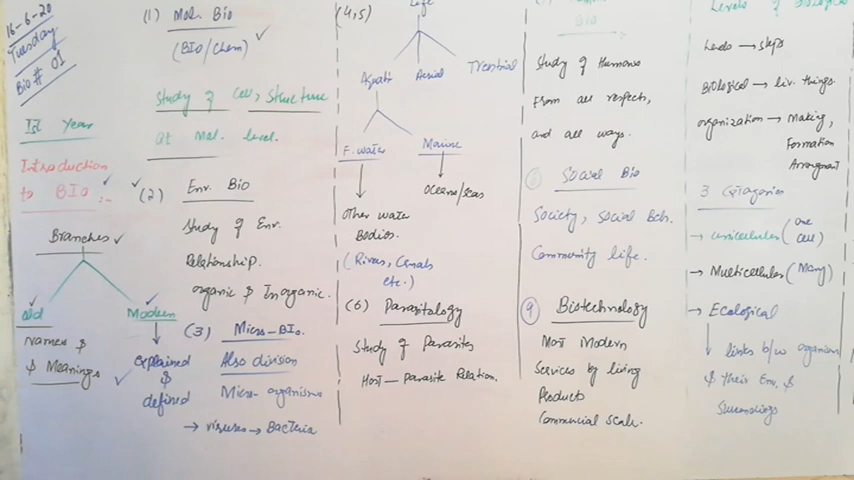 16-6-20
Tuesday
Bio # 01
Ist Year
Introduction
to BIO :-
Branches
old
Modern
Names &
& Meanings
explained
&
defined
(1) Mol. Bio
(BIO/Chem)
Study of Cell, Structure
at Mol. level.
(2) Env. Bio
Study of Env.
Relationship.
organic & Inorganic.
(3) Micro-BIO.
Also division
Micro-organisms
→ viruses → Bacteria
(4,5)
Life
Aquatic
Aerial
F. water
Marine
Oceans/seas
Other water
Bodies.
(Rivers, Canals
etc.)
(6) Parasitology
Study of Parasites
Host — Parasite Relation.
Bio
Study of Humans
From all respects,
and all ways.
Social Bio
Society, Social Beh.
Community life.
9 Biotechnology
Most Modern
Services by living
Products
Commercial Scale.
Levels of Biological
Levels → steps
Biological → liv. things.
organization → Making,
Formation
Arrangment
3 Catagories
→ unicellular (one
cell)
→ Multicellular (Many)
→ Ecological
links b/w organisms
& their Env. &
Surroundings